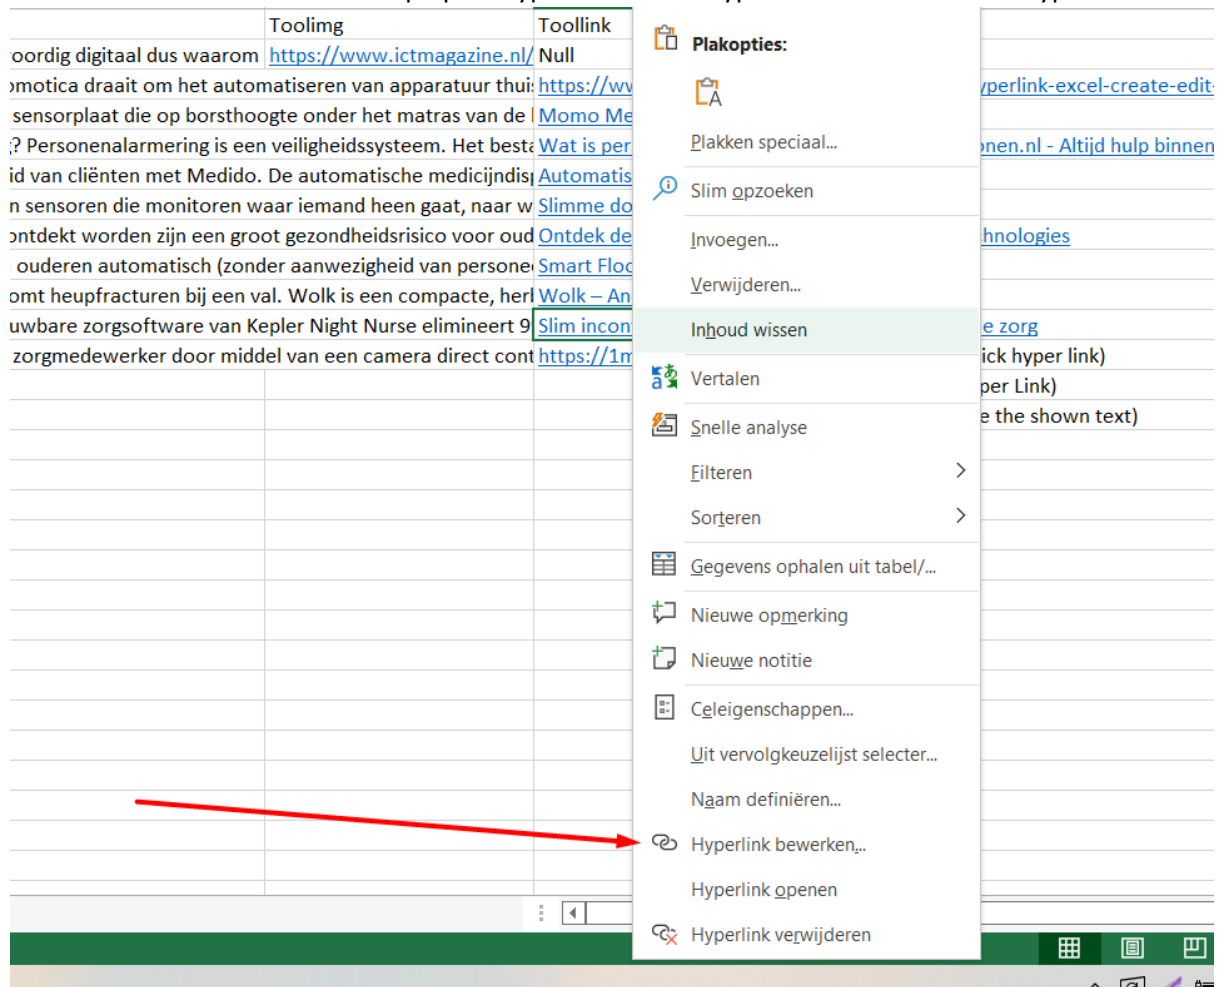 Toolimg Toollink
oordig digitaal dus waarom https://www.ictmagazine.nl/ Null
omotica draait om het automatiseren van apparatuur thui https://wv yperlink-excel-create-edit-
sensorplaat die op borsthoogte onder het matras van de Momo Me
? Personenalarmering is een veiligheidssysteem. Het best Wat is per onen.nl - Altijd hulp binnen
id van cliënten met Medido. De automatische medicijndis Automatis
n sensoren die monitoren waar iemand heen gaat, naar w Slimme do
ontdekt worden zijn een groot gezondheidsrisico voor oud Ontdek de hnologies
ouderen automatisch (zonder aanwezigheid van persone Smart Floo
omt heupfracturen bij een val. Wolk is een compacte, her Wolk – An
uwbare zorgsoftware van Kepler Night Nurse elimineert 9 Slim incon e zorg
zorgmedewerker door middel van een camera direct cont https://1m ick hyper link)
per Link)
e the shown text)
Plakopties:
Plakken speciaal...
Slim opzoeken
Invoegen...
Verwijderen...
Inhoud wissen
Vertalen
Snelle analyse
Filteren
Sorteren
Gegevens ophalen uit tabel/...
Nieuwe opmerking
Nieuwe notitie
Celeigenschappen...
Uit vervolgkeuzelijst selecter...
Naam definiëren...
Hyperlink bewerken...
Hyperlink openen
Hyperlink verwijderen